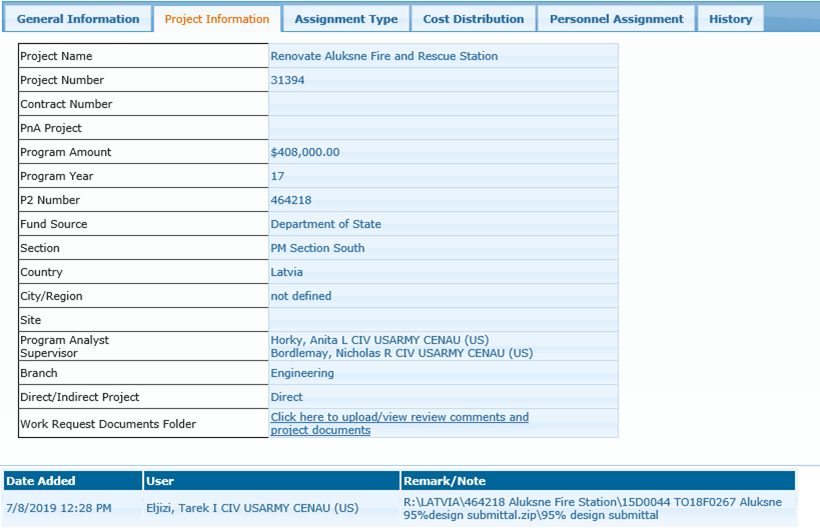 General Information Project Information Assignment Type Cost Distribution Personnel Assignment History
Project Name Renovate Aluksne Fire and Rescue Station
Project Number 31394
Contract Number
PnA Project
Program Amount $408,000.00
Program Year 17
P2 Number 464218
Fund Source Department of State
Section PM Section South
Country Latvia
City/Region not defined
Site
Program Analyst Horky, Anita L CIV USARMY CENAU (US)
Supervisor Bordlemay, Nicholas R CIV USARMY CENAU (US)
Branch Engineering
Direct/Indirect Project Direct
Work Request Documents Folder Click here to upload/view review comments and
project documents
Date Added User Remark/Note
7/8/2019 12:28 PM Eljizi, Tarek I CIV USARMY CENAU (US) R:\LATVIA\464218 Aluksne Fire Station\15D0044 TO18F0267 Aluksne
95%design submittal.zip\95% design submittal